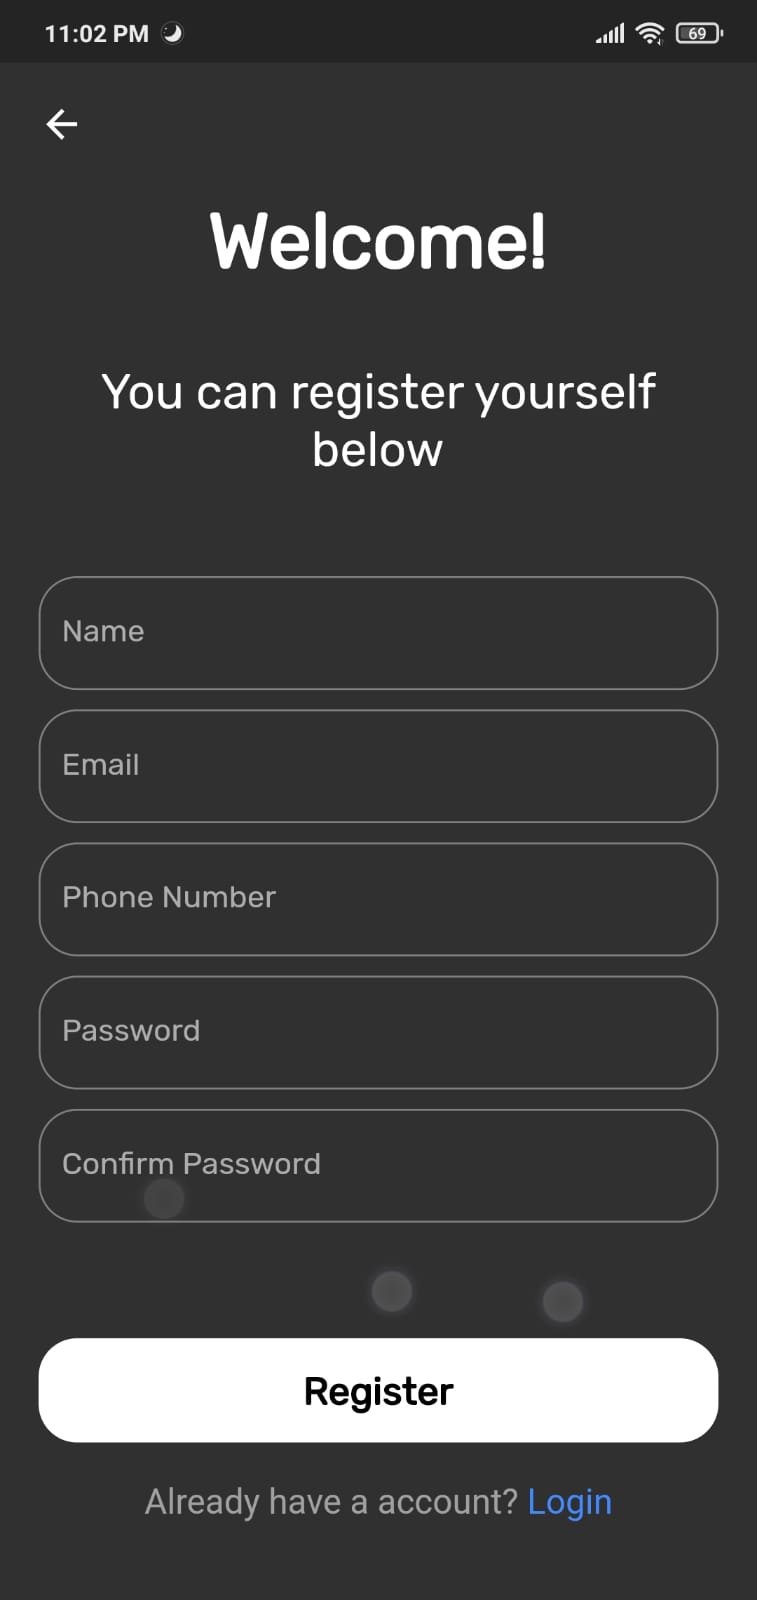 11:02 PM
69
Welcome!
You can register yourself
below
Name
Email
Phone Number
Password
Confirm Password
Register
Already have a account? Login